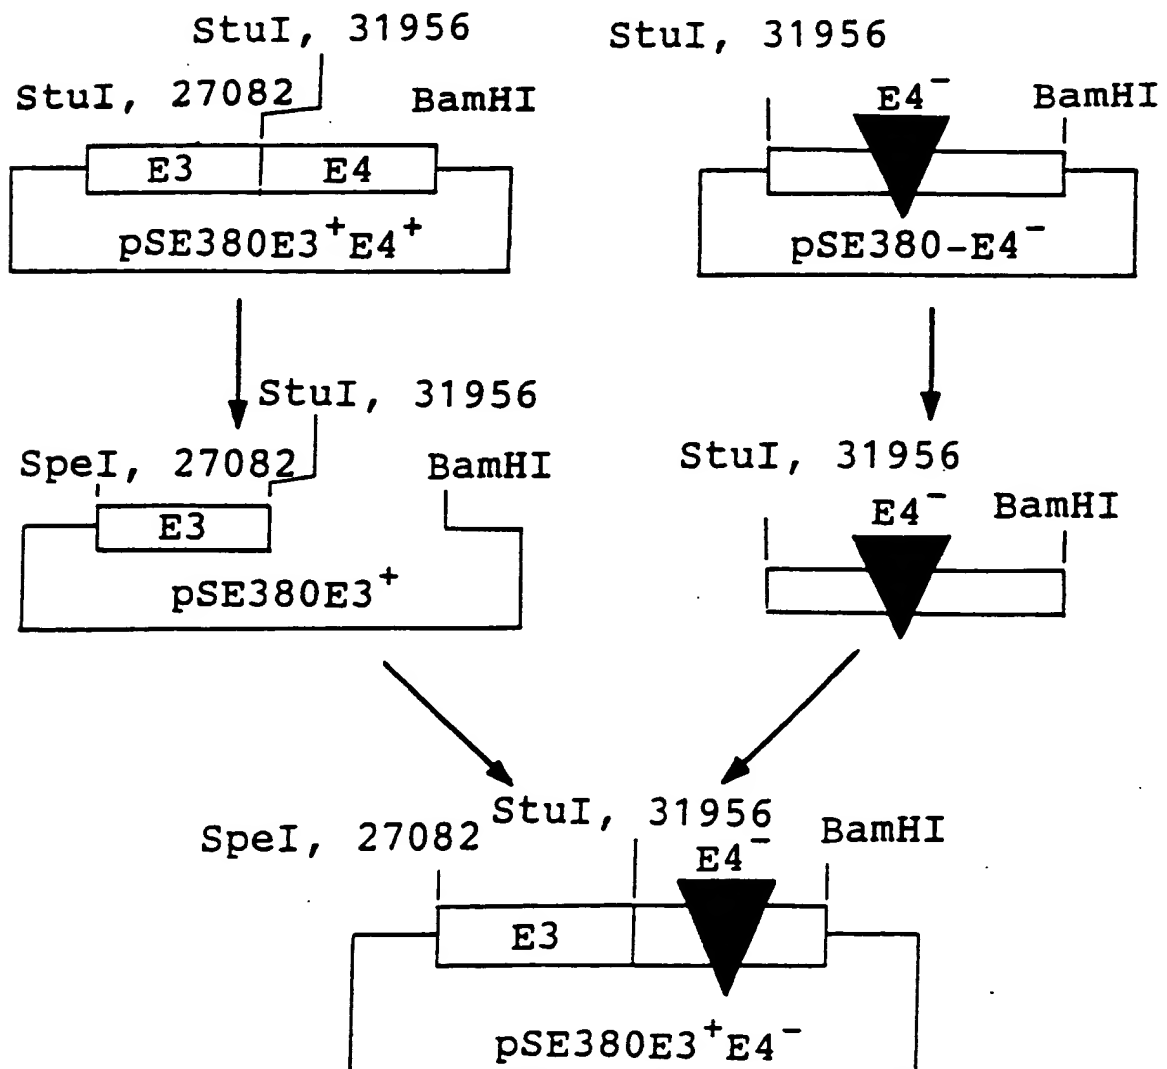 StuI, 31956
StuI, 27082
BamHI
E3
E4
pSE380E3⁺E4⁺
StuI, 31956
E4⁻
BamHI
pSE380-E4⁻
StuI, 31956
SpeI, 27082
BamHI
E3
pSE380E3⁺
StuI, 31956
E4⁻
BamHI
StuI, 31956
SpeI, 27082
BamHI
E4⁻
E3
pSE380E3⁺E4⁻